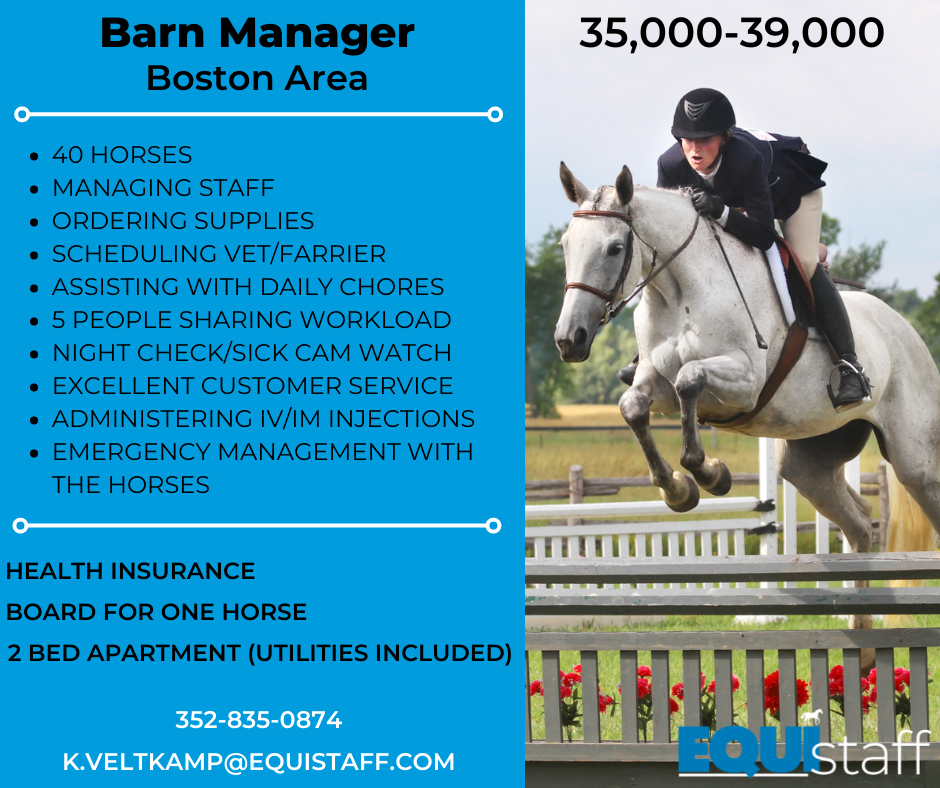 Barn Manager
Boston Area
40 HORSES
MANAGING STAFF
ORDERING SUPPLIES
SCHEDULING VET/FARRIER
ASSISTING WITH DAILY CHORES
5 PEOPLE SHARING WORKLOAD
NIGHT CHECK/SICK CAM WATCH
EXCELLENT CUSTOMER SERVICE
ADMINISTERING IV/IM INJECTIONS
EMERGENCY MANAGEMENT WITH
THE HORSES
HEALTH INSURANCE
BOARD FOR ONE HORSE
2 BED APARTMENT (UTILITIES INCLUDED)
352-835-0874
K.VELTKAMP@EQUISTAFF.COM
35,000-39,000
EQUIstaff